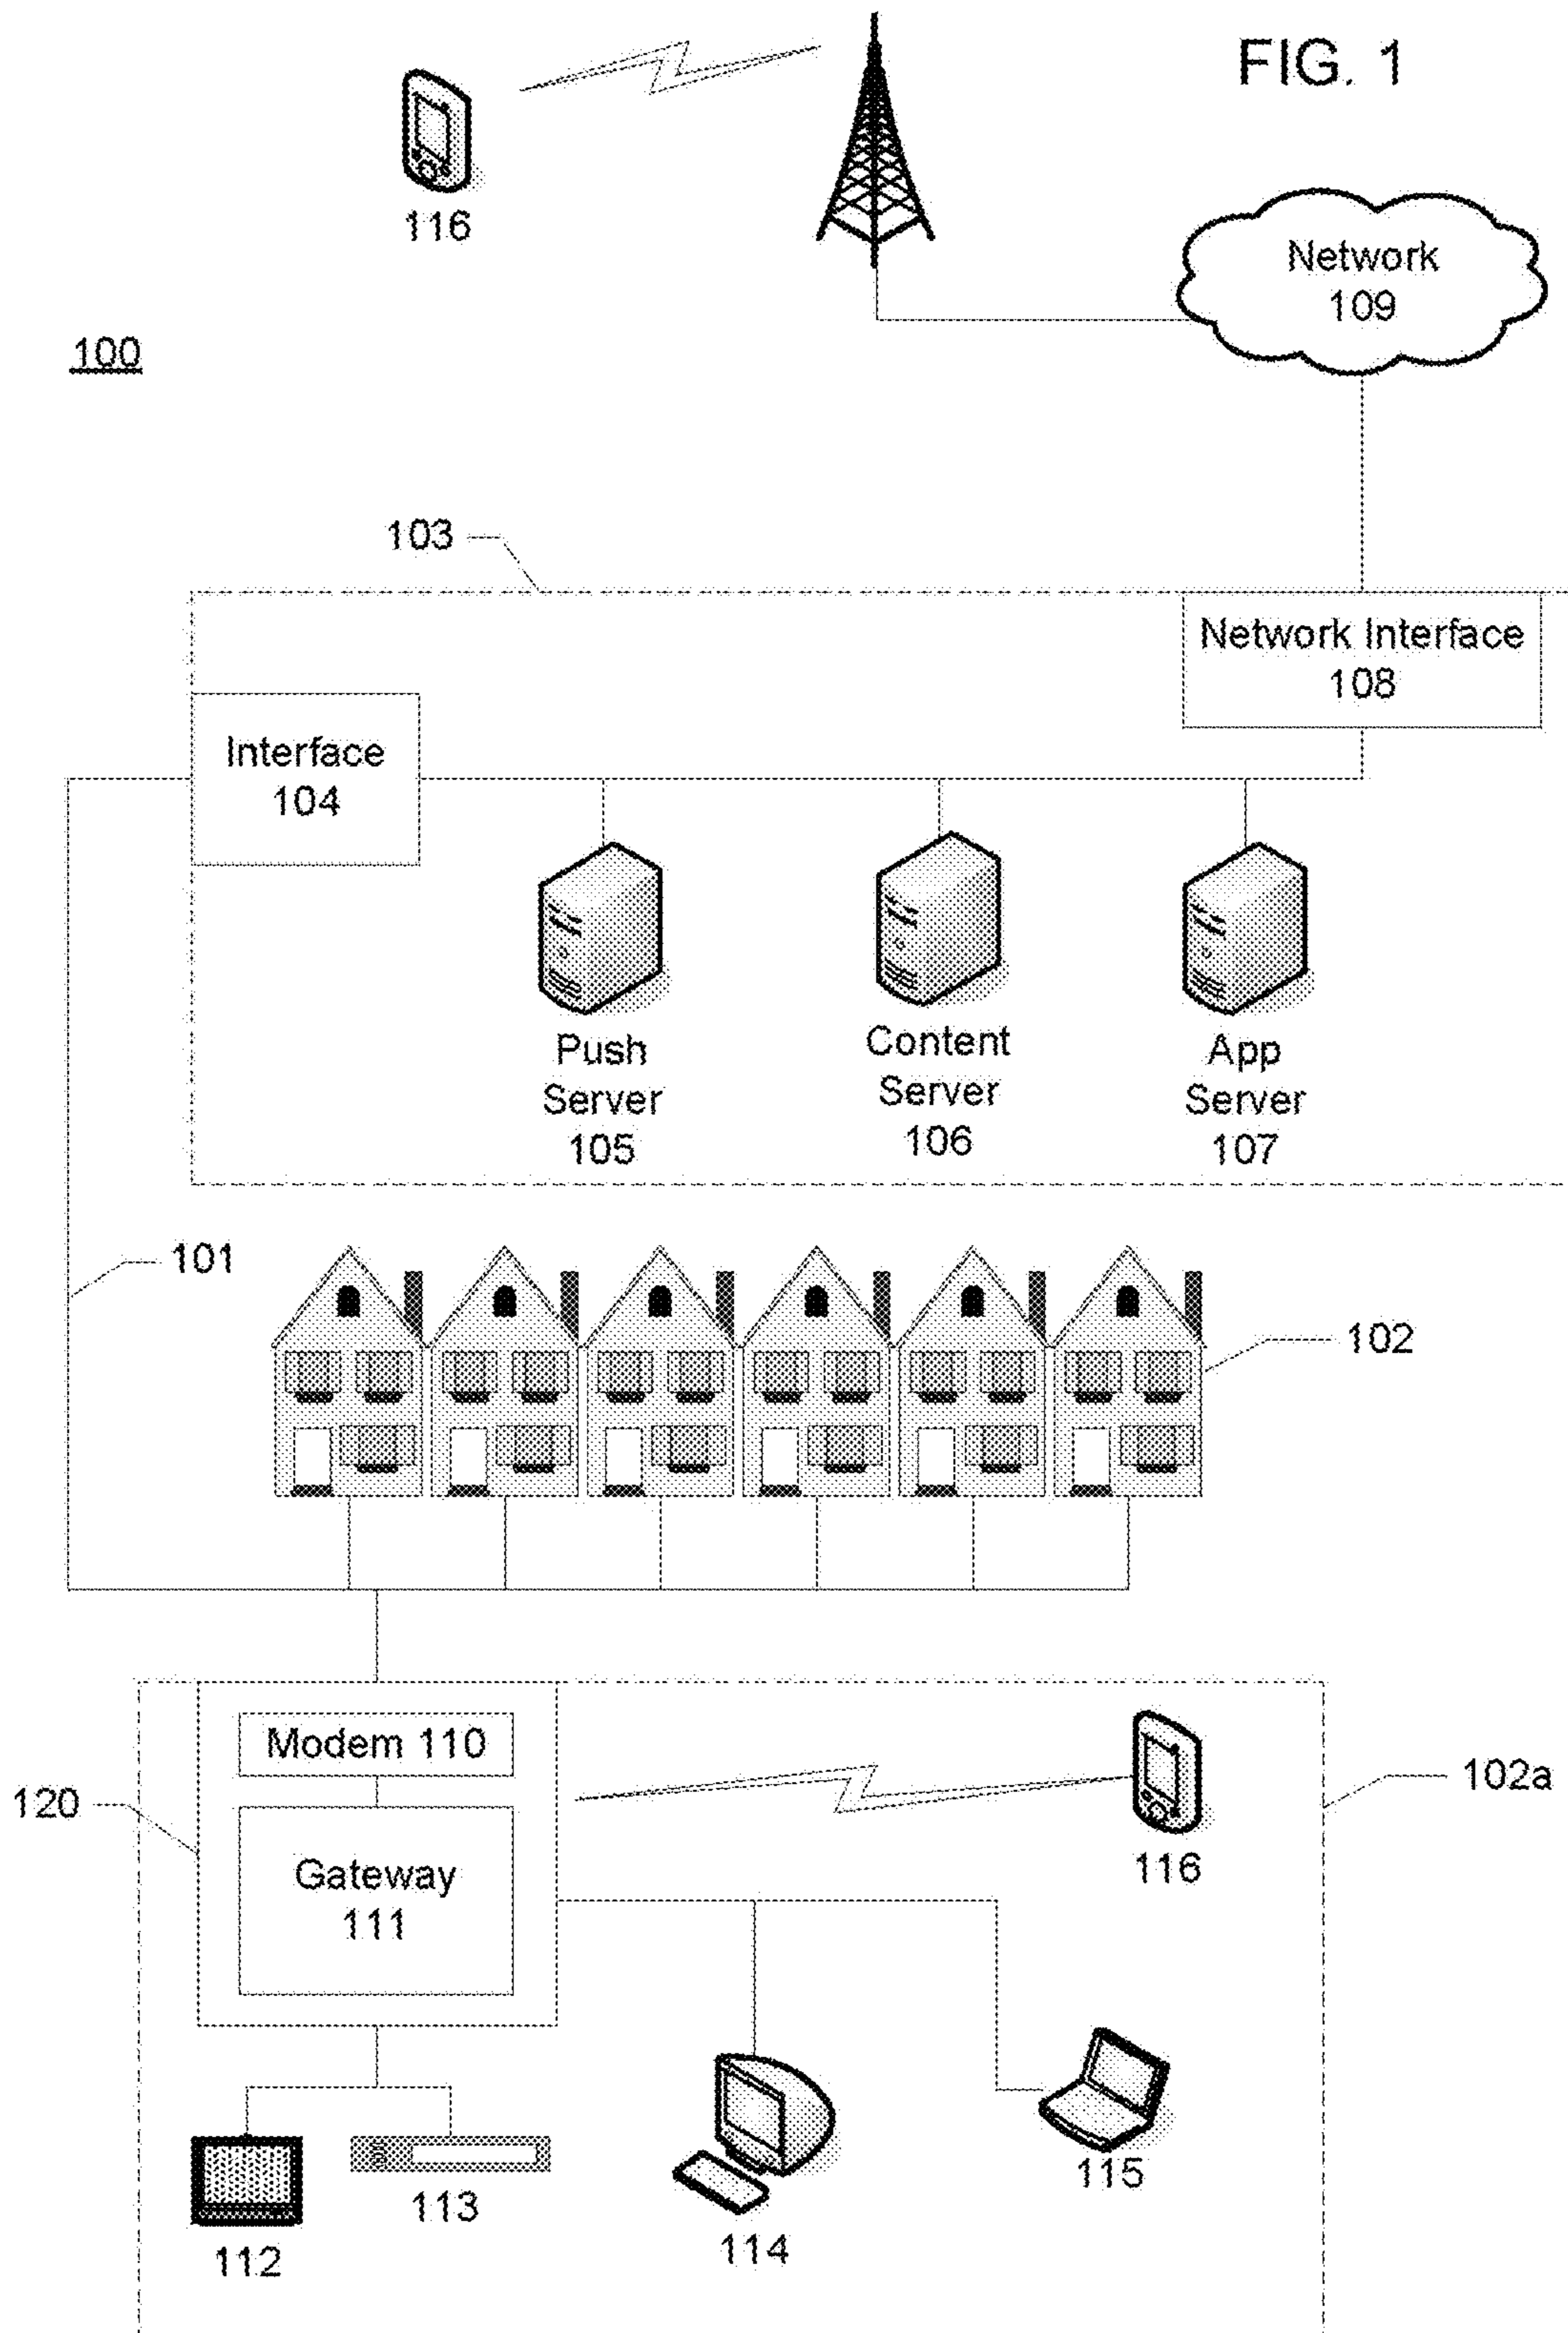 FIG. 1
116
Network
109
100
103
Network Interface
108
Interface
104
Push
Server
105
Content
Server
106
App
Server
107
101
102
Modem 110
120
102a
Gateway
111
116
112
113
114
115